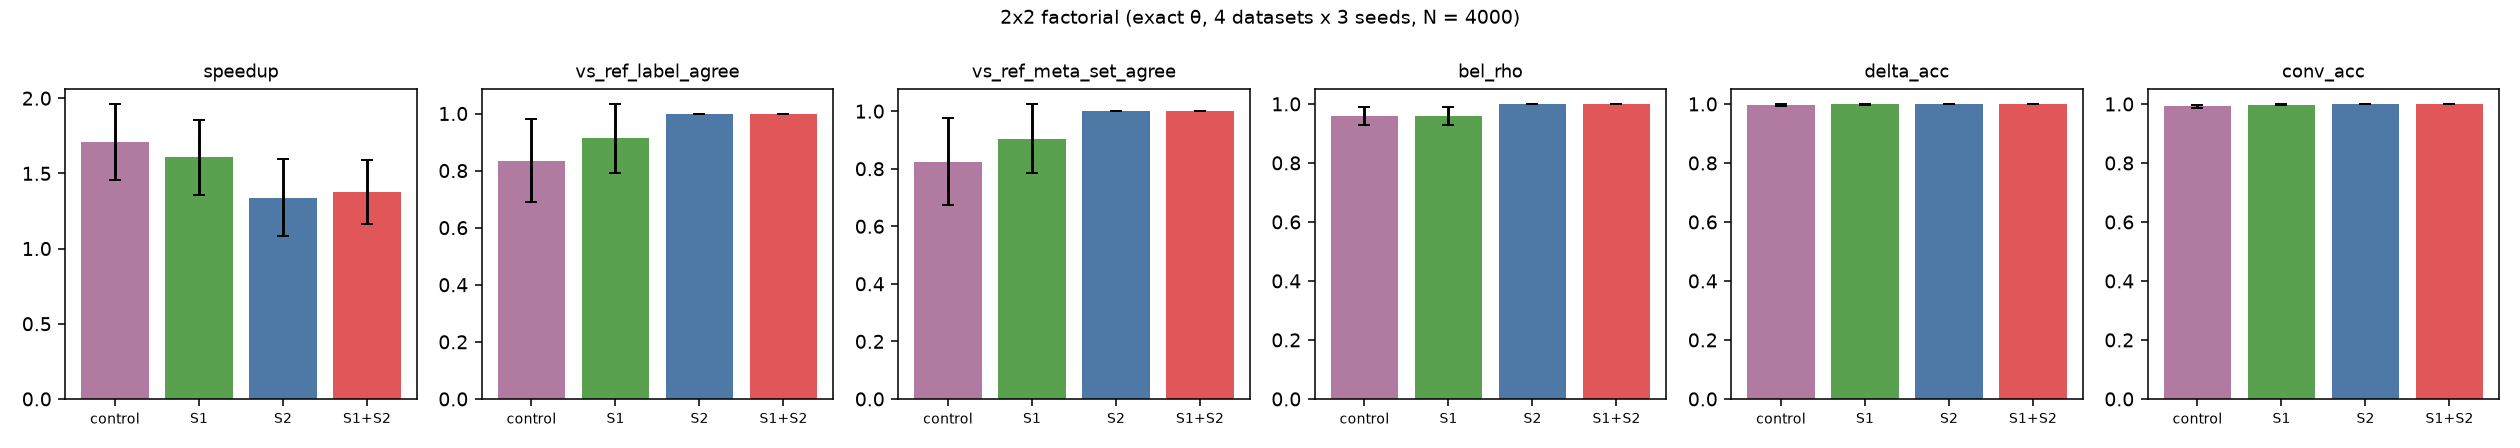 2x2 factorial (exact θ, 4 datasets x 3 seeds, N = 4000)
speedup
2.0
1.5
1.0
0.5
0.0
control S1 S2 S1+S2
vs_ref_label_agree
1.0
0.8
0.6
0.4
0.2
0.0
control S1 S2 S1+S2
vs_ref_meta_set_agree
1.0
0.8
0.6
0.4
0.2
0.0
control S1 S2 S1+S2
bel_rho
1.0
0.8
0.6
0.4
0.2
0.0
control S1 S2 S1+S2
delta_acc
1.0
0.8
0.6
0.4
0.2
0.0
control S1 S2 S1+S2
conv_acc
1.0
0.8
0.6
0.4
0.2
0.0
control S1 S2 S1+S2